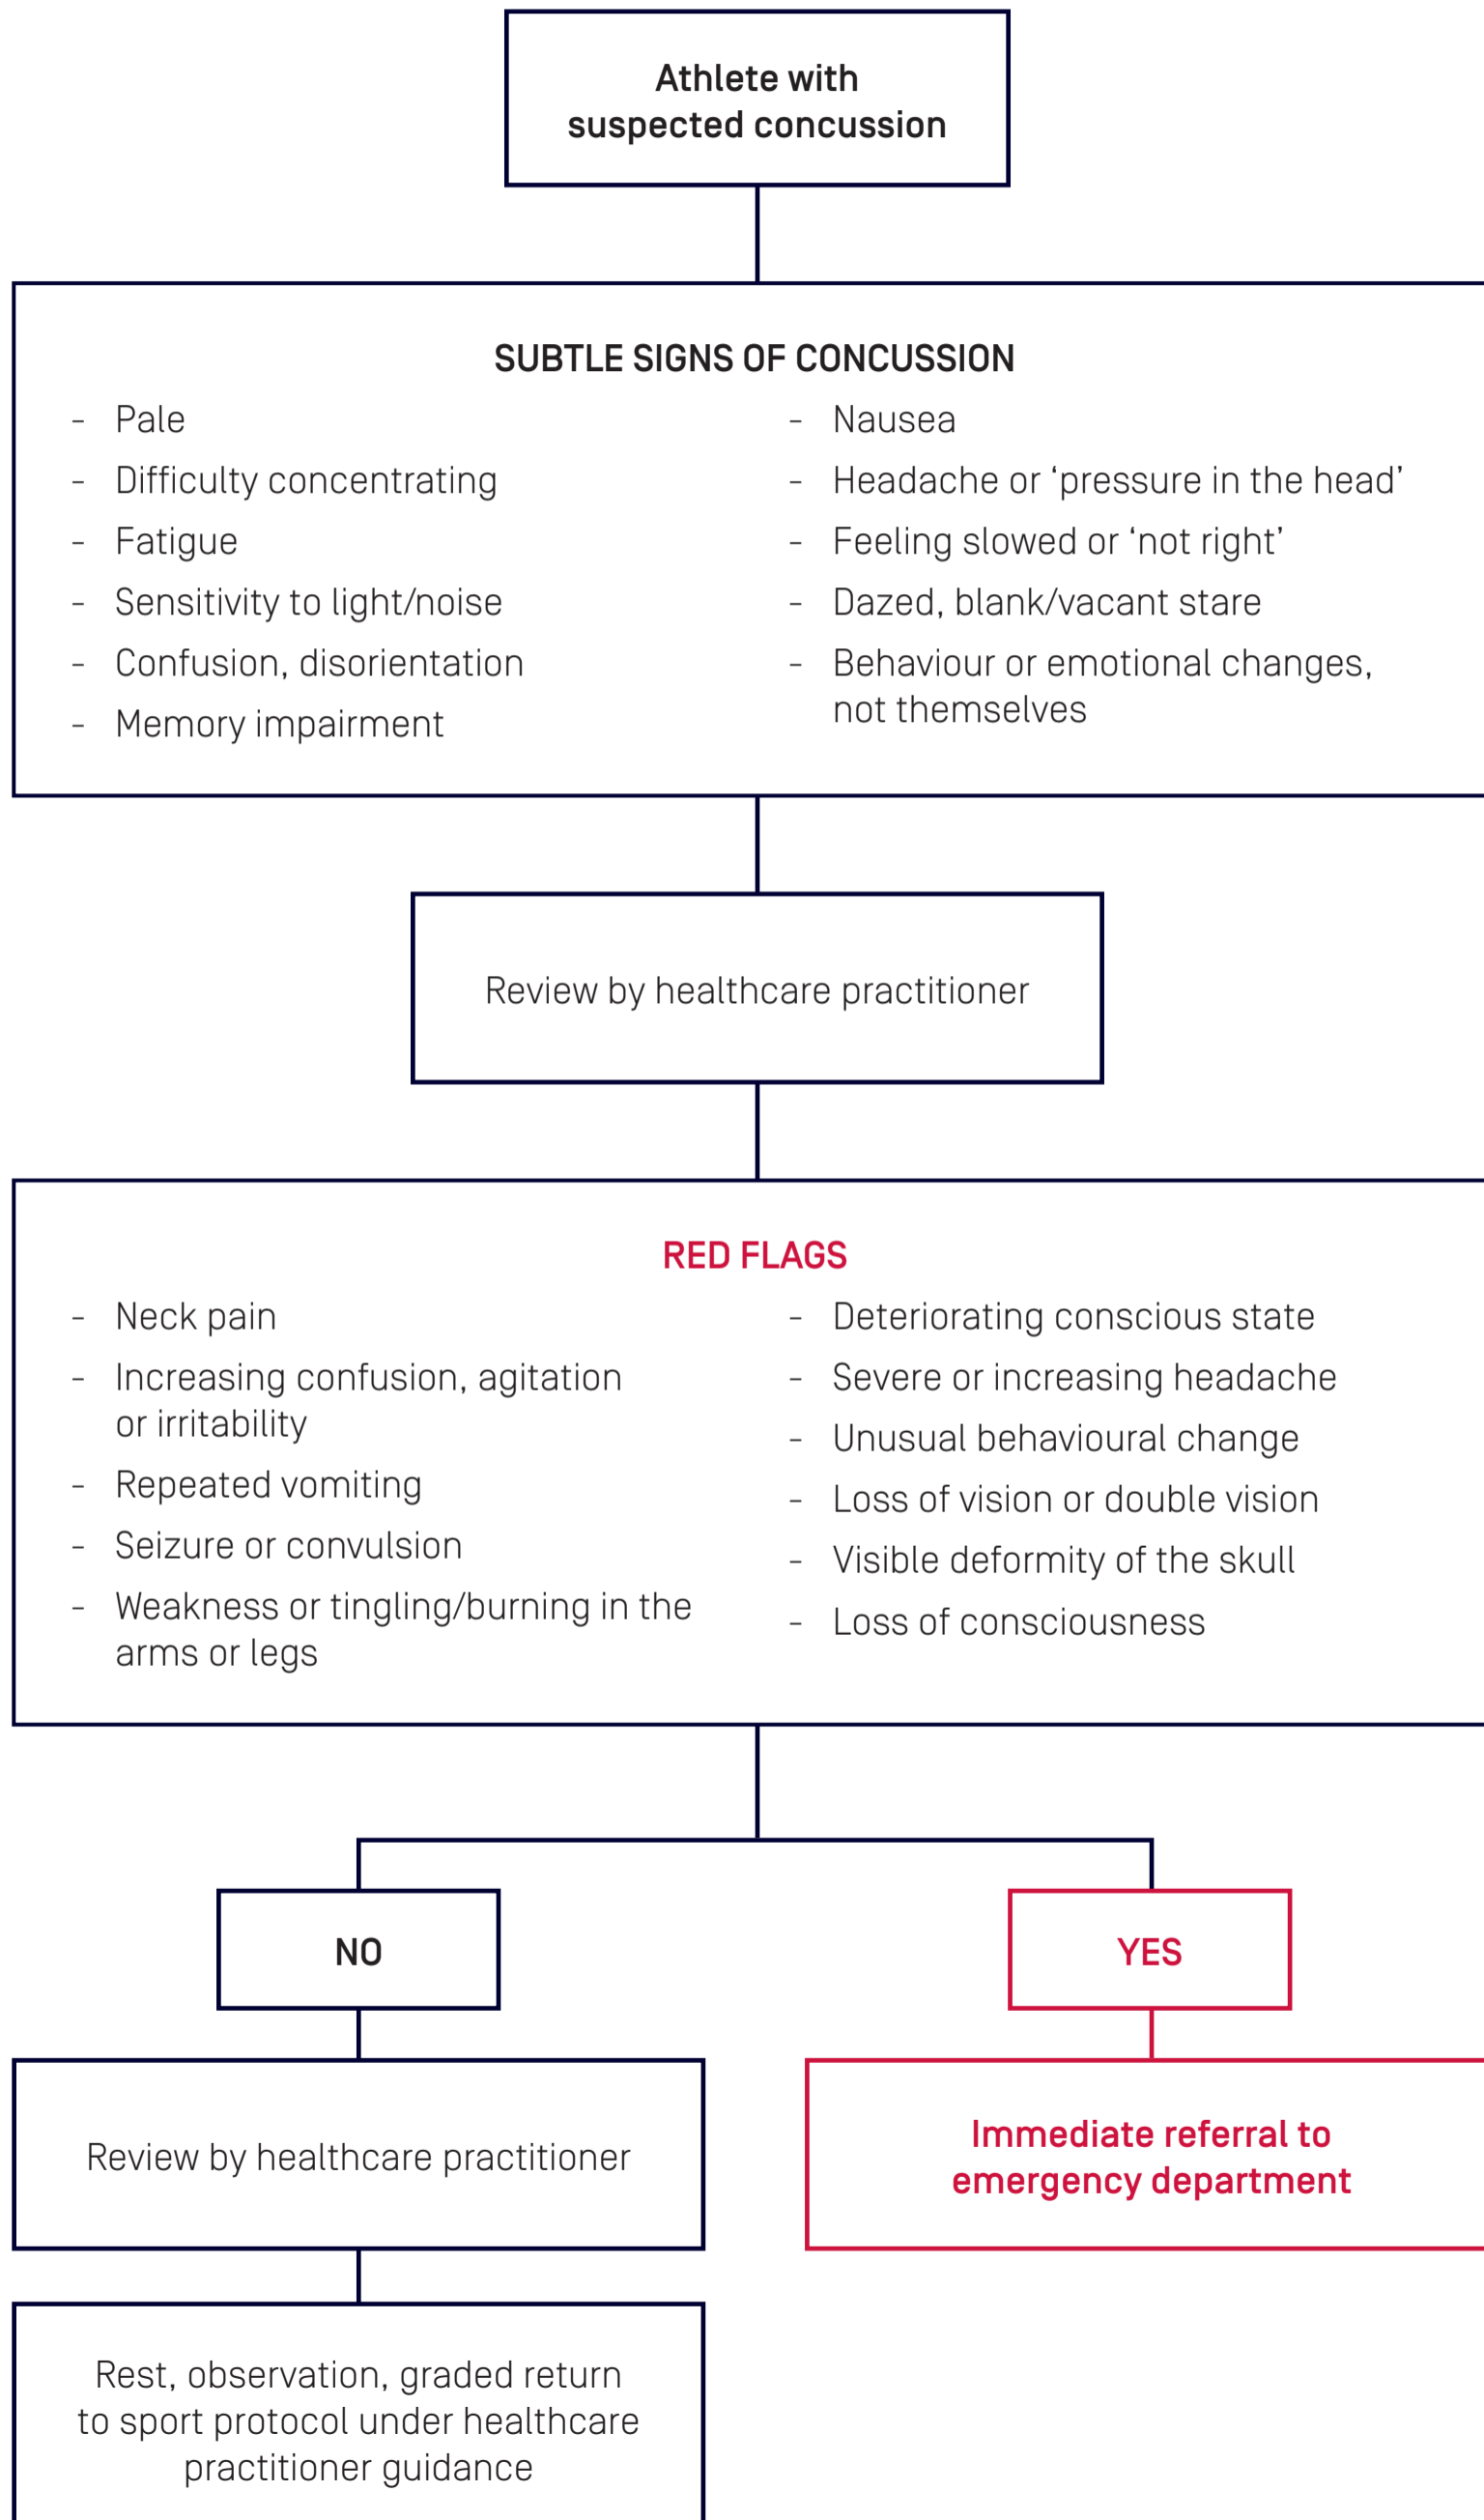 Athlete with
suspected concussion
SUBTLE SIGNS OF CONCUSSION
- Pale
- Difficulty concentrating
- Fatigue
- Sensitivity to light/noise
- Confusion, disorientation
- Memory impairment
- Nausea
- Headache or ‘pressure in the head’
- Feeling slowed or ‘not right’
- Dazed, blank/vacant stare
- Behaviour or emotional changes,
not themselves
Review by healthcare practitioner
RED FLAGS
- Neck pain
- Increasing confusion, agitation
or irritability
- Repeated vomiting
- Seizure or convulsion
- Weakness or tingling/burning in the
arms or legs
- Deteriorating conscious state
- Severe or increasing headache
- Unusual behavioural change
- Loss of vision or double vision
- Visible deformity of the skull
- Loss of consciousness
NO
YES
Review by healthcare practitioner
Immediate referral to
emergency department
Rest, observation, graded return
to sport protocol under healthcare
practitioner guidance